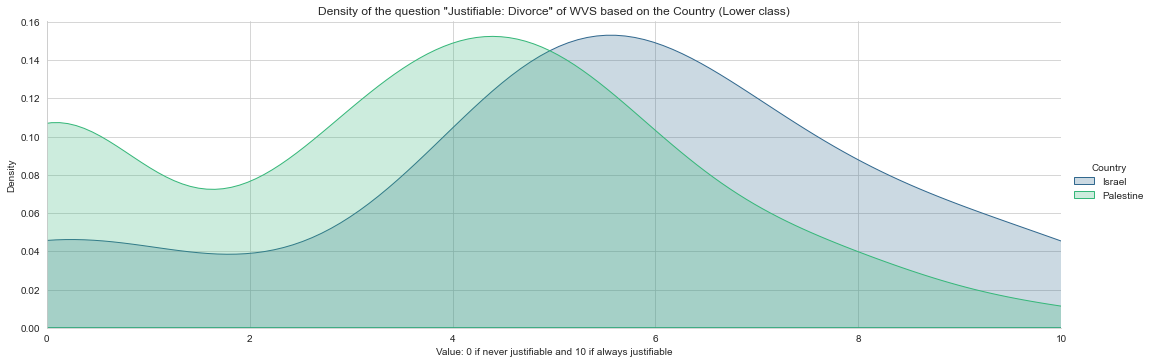 Density of the question "Justifiable: Divorce" of WVS based on the Country (Lower class)
0.16
0.14
0.12
0.10
0.08
0.06
0.04
0.02
0.00
Density
0 2 4 6 8 10
Value: 0 if never justifiable and 10 if always justifiable
Country
Israel
Palestine